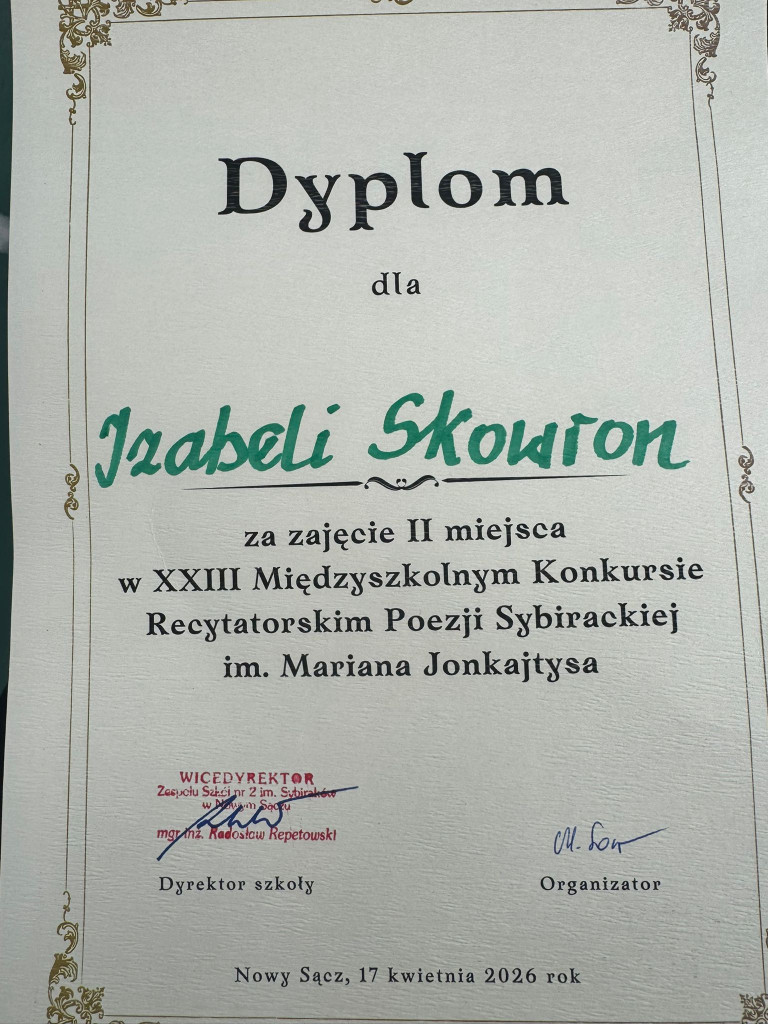 Dyplom
dla
Izabeli Skowron
za zajęcie II miejsca
w XXIII Międzyszkolnym Konkursie
Recytatorskim Poezji Sybirackiej
im. Mariana Jonkajtysa
WICEDYREKTOR
Zespołu Szkół nr 2 im. Sybiraków
w Nowym Sączu
mgr inż. Radosław Repetowski
Dyrektor szkoły
Organizator
Nowy Sącz, 17 kwietnia 2026 rok